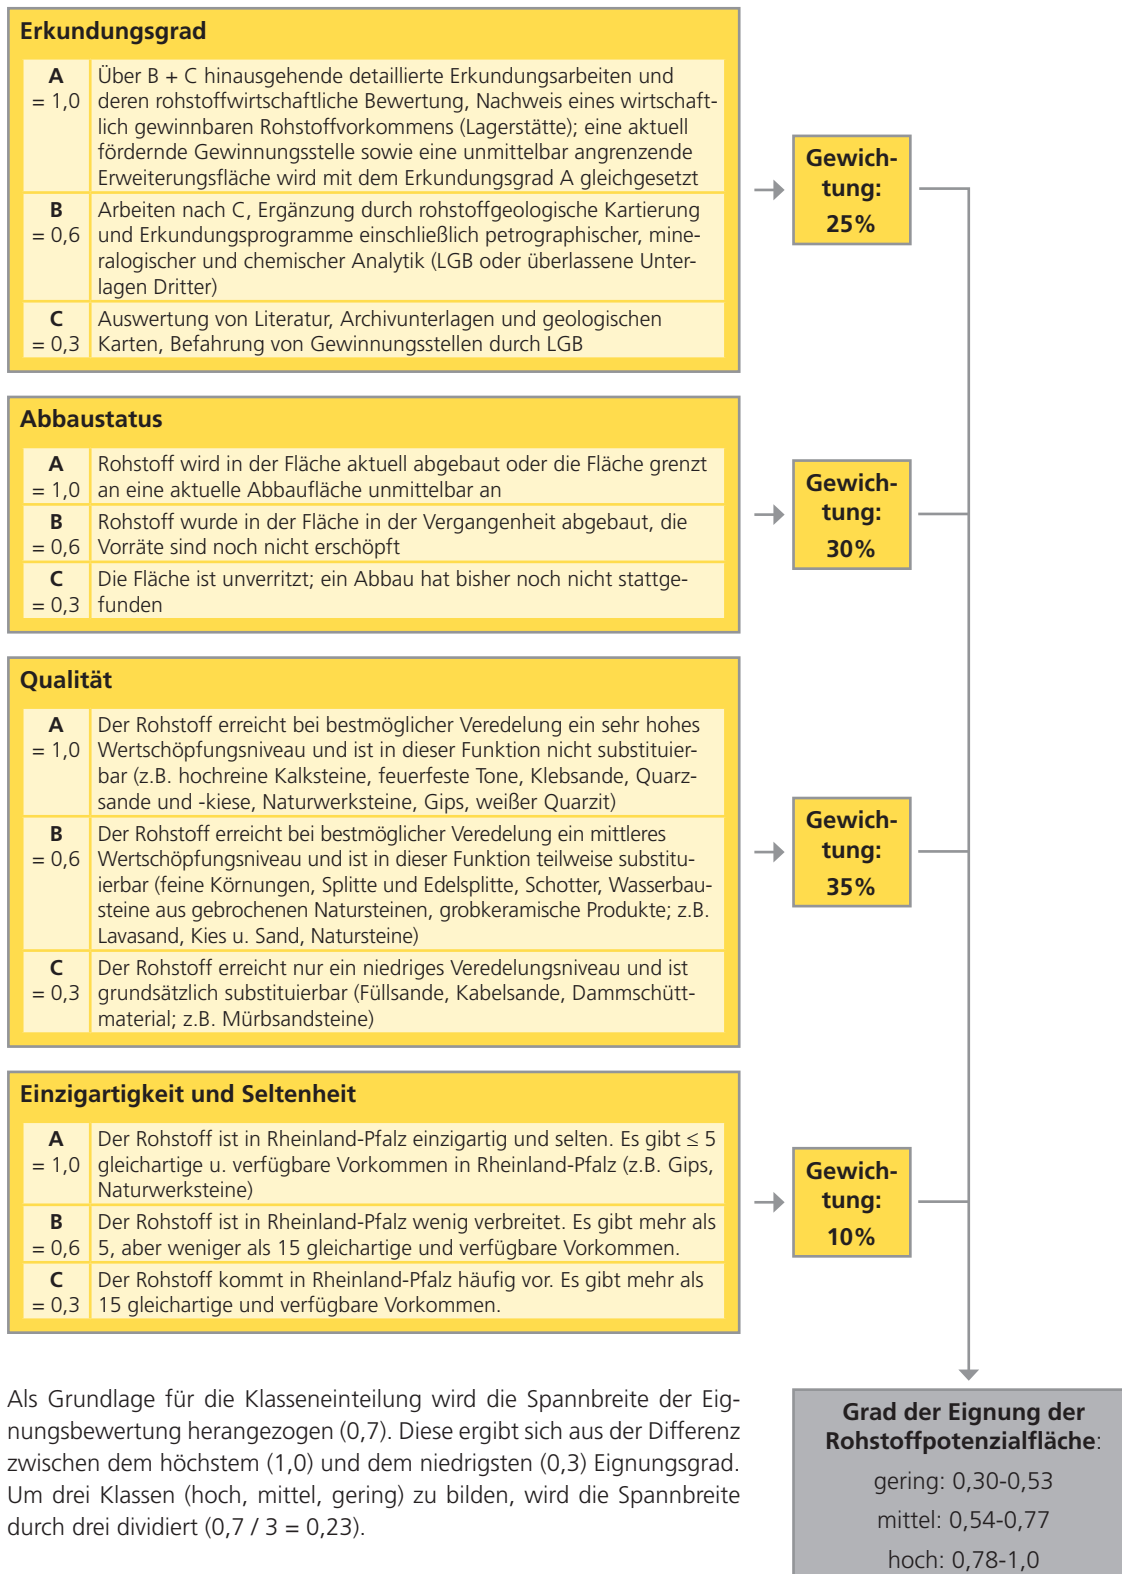 Erkundungsgrad
A
= 1,0
Über B + C hinausgehende detaillierte Erkundungsarbeiten und
deren rohstoffwirtschaftliche Bewertung, Nachweis eines wirtschaft-
lich gewinnbaren Rohstoffvorkommens (Lagerstätte); eine aktuell
fördernde Gewinnungsstelle sowie eine unmittelbar angrenzende
Erweiterungsfläche wird mit dem Erkundungsgrad A gleichgesetzt
B
= 0,6
Arbeiten nach C, Ergänzung durch rohstoffgeologische Kartierung
und Erkundungsprogramme einschließlich petrographischer, mine-
ralogischer und chemischer Analytik (LGB oder überlassene Unter-
lagen Dritter)
C
= 0,3
Auswertung von Literatur, Archivunterlagen und geologischen
Karten, Befahrung von Gewinnungsstellen durch LGB
Gewich-
tung:
25%
Abbaustatus
A
= 1,0
Rohstoff wird in der Fläche aktuell abgebaut oder die Fläche grenzt
an eine aktuelle Abbaufläche unmittelbar an
B
= 0,6
Rohstoff wurde in der Fläche in der Vergangenheit abgebaut, die
Vorräte sind noch nicht erschöpft
C
= 0,3
Die Fläche ist unverritzt; ein Abbau hat bisher noch nicht stattge-
funden
Gewich-
tung:
30%
Qualität
A
= 1,0
Der Rohstoff erreicht bei bestmöglicher Veredelung ein sehr hohes
Wertschöpfungsniveau und ist in dieser Funktion nicht substituier-
bar (z.B. hochreine Kalksteine, feuerfeste Tone, Klebsande, Quarz-
sande und -kiese, Naturwerksteine, Gips, weißer Quarzit)
B
= 0,6
Der Rohstoff erreicht bei bestmöglicher Veredelung ein mittleres
Wertschöpfungsniveau und ist in dieser Funktion teilweise substitu-
ierbar (feine Körnungen, Splitte und Edelsplitte, Schotter, Wasserbau-
steine aus gebrochenen Natursteinen, grobkeramische Produkte; z.B.
Lavasand, Kies u. Sand, Natursteine)
C
= 0,3
Der Rohstoff erreicht nur ein niedriges Veredelungsniveau und ist
grundsätzlich substituierbar (Füllsande, Kabelsande, Dammschütt-
material; z.B. Mürbsandsteine)
Gewich-
tung:
35%
Einzigartigkeit und Seltenheit
A
= 1,0
Der Rohstoff ist in Rheinland-Pfalz einzigartig und selten. Es gibt ≤ 5
gleichartige u. verfügbare Vorkommen in Rheinland-Pfalz (z.B. Gips,
Naturwerksteine)
B
= 0,6
Der Rohstoff ist in Rheinland-Pfalz wenig verbreitet. Es gibt mehr als
5, aber weniger als 15 gleichartige und verfügbare Vorkommen.
C
= 0,3
Der Rohstoff kommt in Rheinland-Pfalz häufig vor. Es gibt mehr als
15 gleichartige und verfügbare Vorkommen.
Gewich-
tung:
10%
Als Grundlage für die Klasseneinteilung wird die Spannbreite der Eig-
nungsbewertung herangezogen (0,7). Diese ergibt sich aus der Differenz
zwischen dem höchstem (1,0) und dem niedrigsten (0,3) Eignungsgrad.
Um drei Klassen (hoch, mittel, gering) zu bilden, wird die Spannbreite
durch drei dividiert (0,7 / 3 = 0,23).
Grad der Eignung der
Rohstoffpotenzialfläche:
gering: 0,30-0,53
mittel: 0,54-0,77
hoch: 0,78-1,0